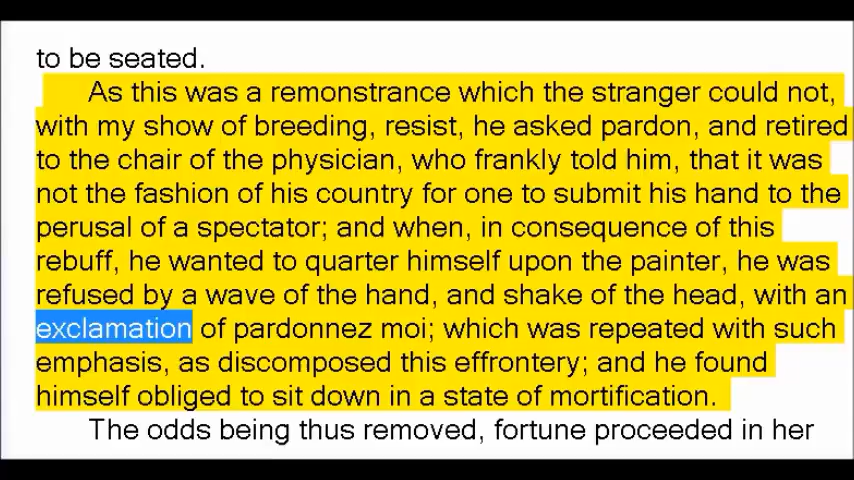 to be seated.
As this was a remonstrance which the stranger could not,
with my show of breeding, resist, he asked pardon, and retired
to the chair of the physician, who frankly told him, that it was
not the fashion of his country for one to submit his hand to the
perusal of a spectator; and when, in consequence of this
rebuff, he wanted to quarter himself upon the painter, he was
refused by a wave of the hand, and shake of the head, with an
exclamation of pardonnez moi; which was repeated with such
emphasis, as discomposed this effrontery; and he found
himself obliged to sit down in a state of mortification.
The odds being thus removed, fortune proceeded in her